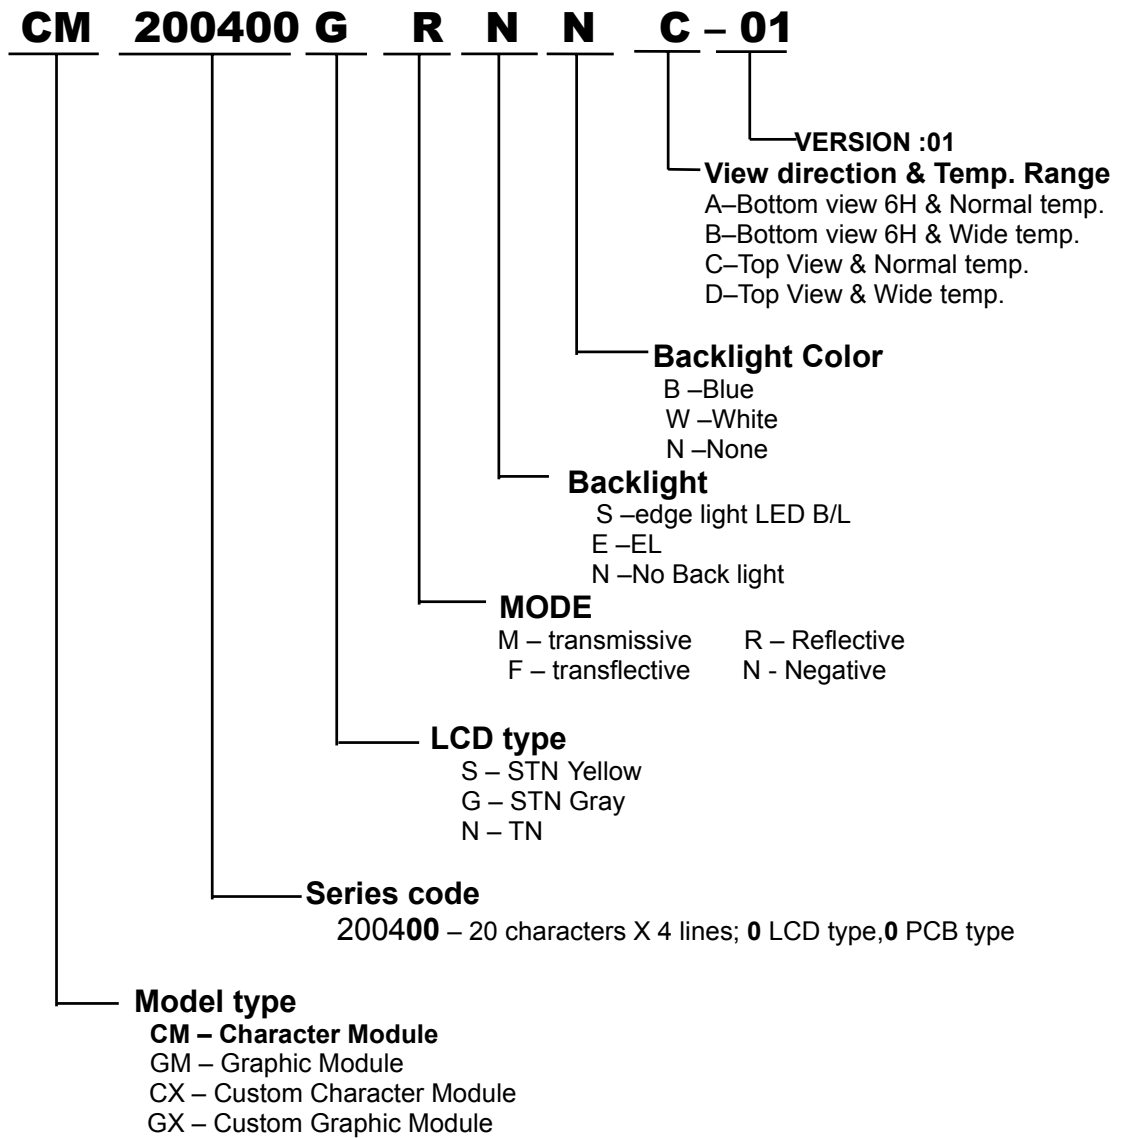 CM 200400 G R N N C – 01
VERSION :01
View direction & Temp. Range
A–Bottom view 6H & Normal temp.
B–Bottom view 6H & Wide temp.
C–Top View & Normal temp.
D–Top View & Wide temp.
Backlight Color
B –Blue
W –White
N –None
Backlight
S –edge light LED B/L
E –EL
N –No Back light
MODE
M – transmissive R – Reflective
F – transflective N - Negative
LCD type
S – STN Yellow
G – STN Gray
N – TN
Series code
200400 – 20 characters X 4 lines; 0 LCD type,0 PCB type
Model type
CM – Character Module
GM – Graphic Module
CX – Custom Character Module
GX – Custom Graphic Module